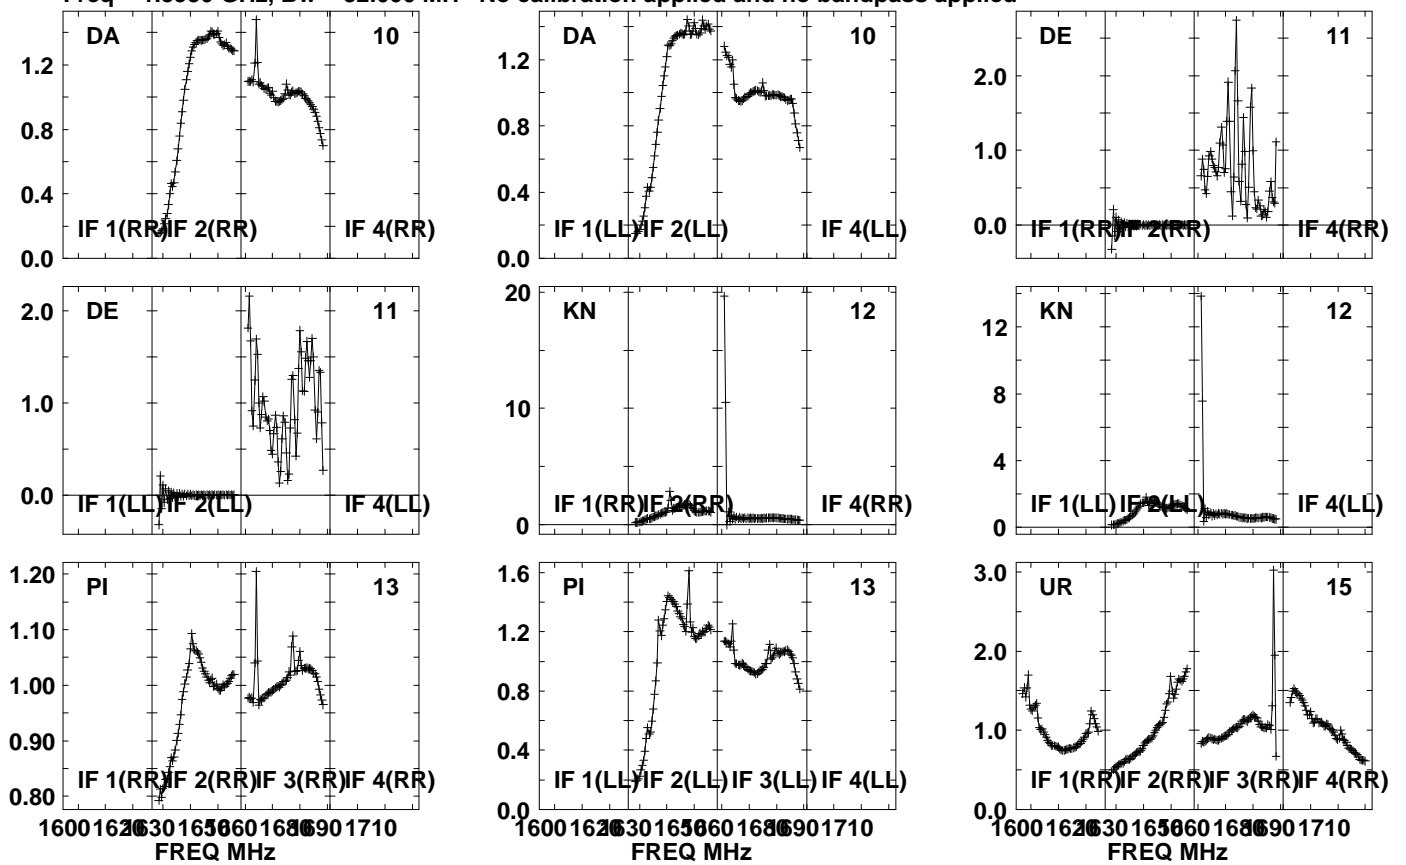 No calibration applied and no bandpass applied
DA 10
1.2
0.8
0.4
0.0
IF 1(RR) IF 2(RR) IF 4(RR)
DA 10
1.2
0.8
0.4
0.0
IF 1(LL) IF 2(LL) IF 4(LL)
DE 11
2.0
1.0
0.0
IF 1(RR) IF 2(RR) IF 4(RR)
DE 11
2.0
1.0
0.0
IF 1(LL) IF 2(LL) IF 4(LL)
KN 12
20
10
0
IF 1(RR) IF 2(RR) IF 4(RR)
KN 12
12
8
4
0
IF 1(LL) IF 2(LL) IF 4(LL)
PI 13
1.20
1.10
1.00
0.90
0.80
IF 1(RR) IF 2(RR) IF 3(RR) IF 4(RR)
1600 1620 1630 1650 1660 1680 1690 1710
FREQ MHz
PI 13
1.6
1.2
0.8
0.4
0.0
IF 1(LL) IF 2(LL) IF 3(LL) IF 4(LL)
1600 1620 1630 1650 1660 1680 1690 1710
FREQ MHz
UR 15
3.0
2.0
1.0
0.0
IF 1(RR) IF 2(RR) IF 3(RR) IF 4(RR)
1600 1620 1630 1650 1660 1680 1690 1710
FREQ MHz